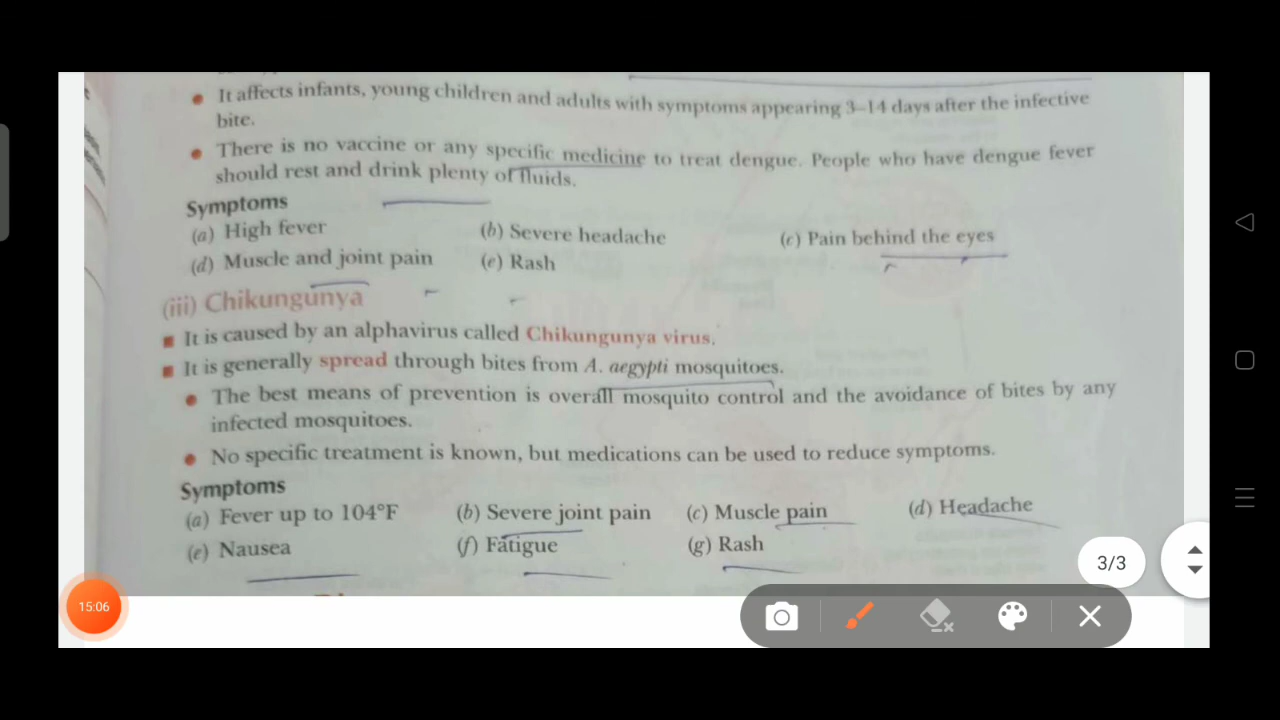 It affects infants, young children and adults with symptoms appearing 3–14 days after the infective
bite.
There is no vaccine or any specific medicine to treat dengue. People who have dengue fever
should rest and drink plenty of fluids.
Symptoms
(a) High fever (b) Severe headache (c) Pain behind the eyes
(d) Muscle and joint pain (e) Rash
(iii) Chikungunya
It is caused by an alphavirus called Chikungunya virus.
It is generally spread through bites from A. aegypti mosquitoes.
The best means of prevention is overall mosquito control and the avoidance of bites by any
infected mosquitoes.
No specific treatment is known, but medications can be used to reduce symptoms.
Symptoms
(a) Fever up to 104°F (b) Severe joint pain (c) Muscle pain (d) Headache
(e) Nausea (f) Fatigue (g) Rash
3/3
15:06